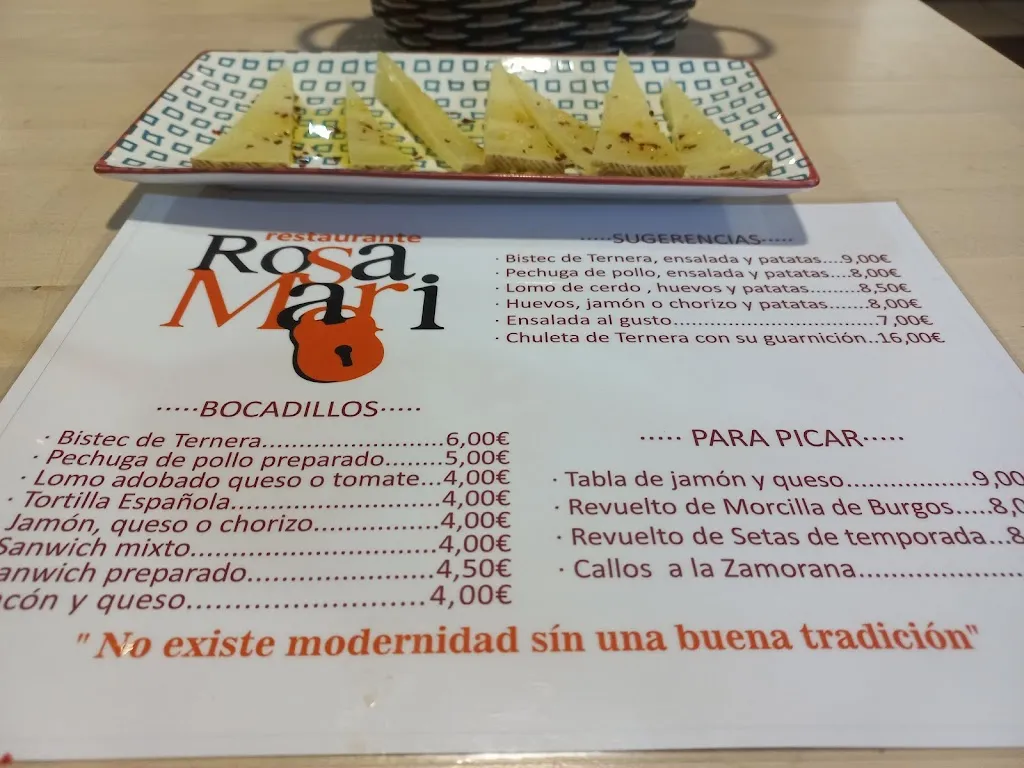 restaurante
Rosa
Mari
·····SUGERENCIAS·····
· Bistec de Ternera, ensalada y patatas....9,00€
· Pechuga de pollo, ensalada y patatas....8,00€
· Lomo de cerdo , huevos y patatas........8,50€
· Huevos, jamón o chorizo y patatas......8,00€
· Ensalada al gusto................................7,00€
· Chuleta de Ternera con su guarnición..16,00€
·····BOCADILLOS·····
· Bistec de Ternera........................6,00€
· Pechuga de pollo preparado........5,00€
· Lomo adobado queso o tomate...4,00€
· Tortilla Española...........................4,00€
Jamón, queso o chorizo................4,00€
Sanwich mixto...............................4,00€
anwich preparado........................4,50€
cón y queso..........................4,00€
····· PARA PICAR·····
· Tabla de jamón y queso................9,00
· Revuelto de Morcilla de Burgos.....8,0
· Revuelto de Setas de temporada...8
· Callos a la Zamorana.....................
" No existe modernidad sín una buena tradición"